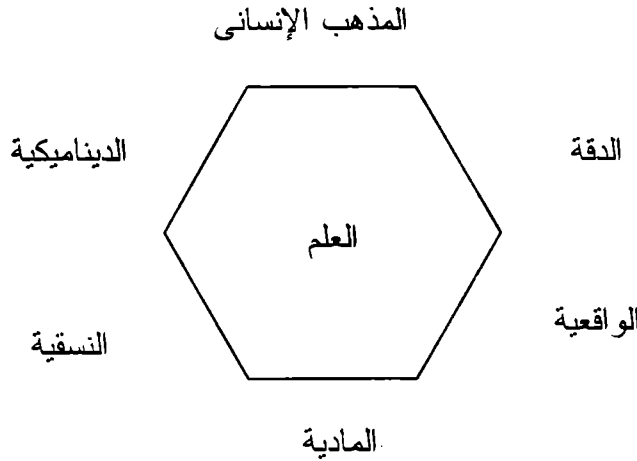 المذهب الإنسانى
الدقة
الديناميكية
العلم
الواقعية
النسقية
المادية